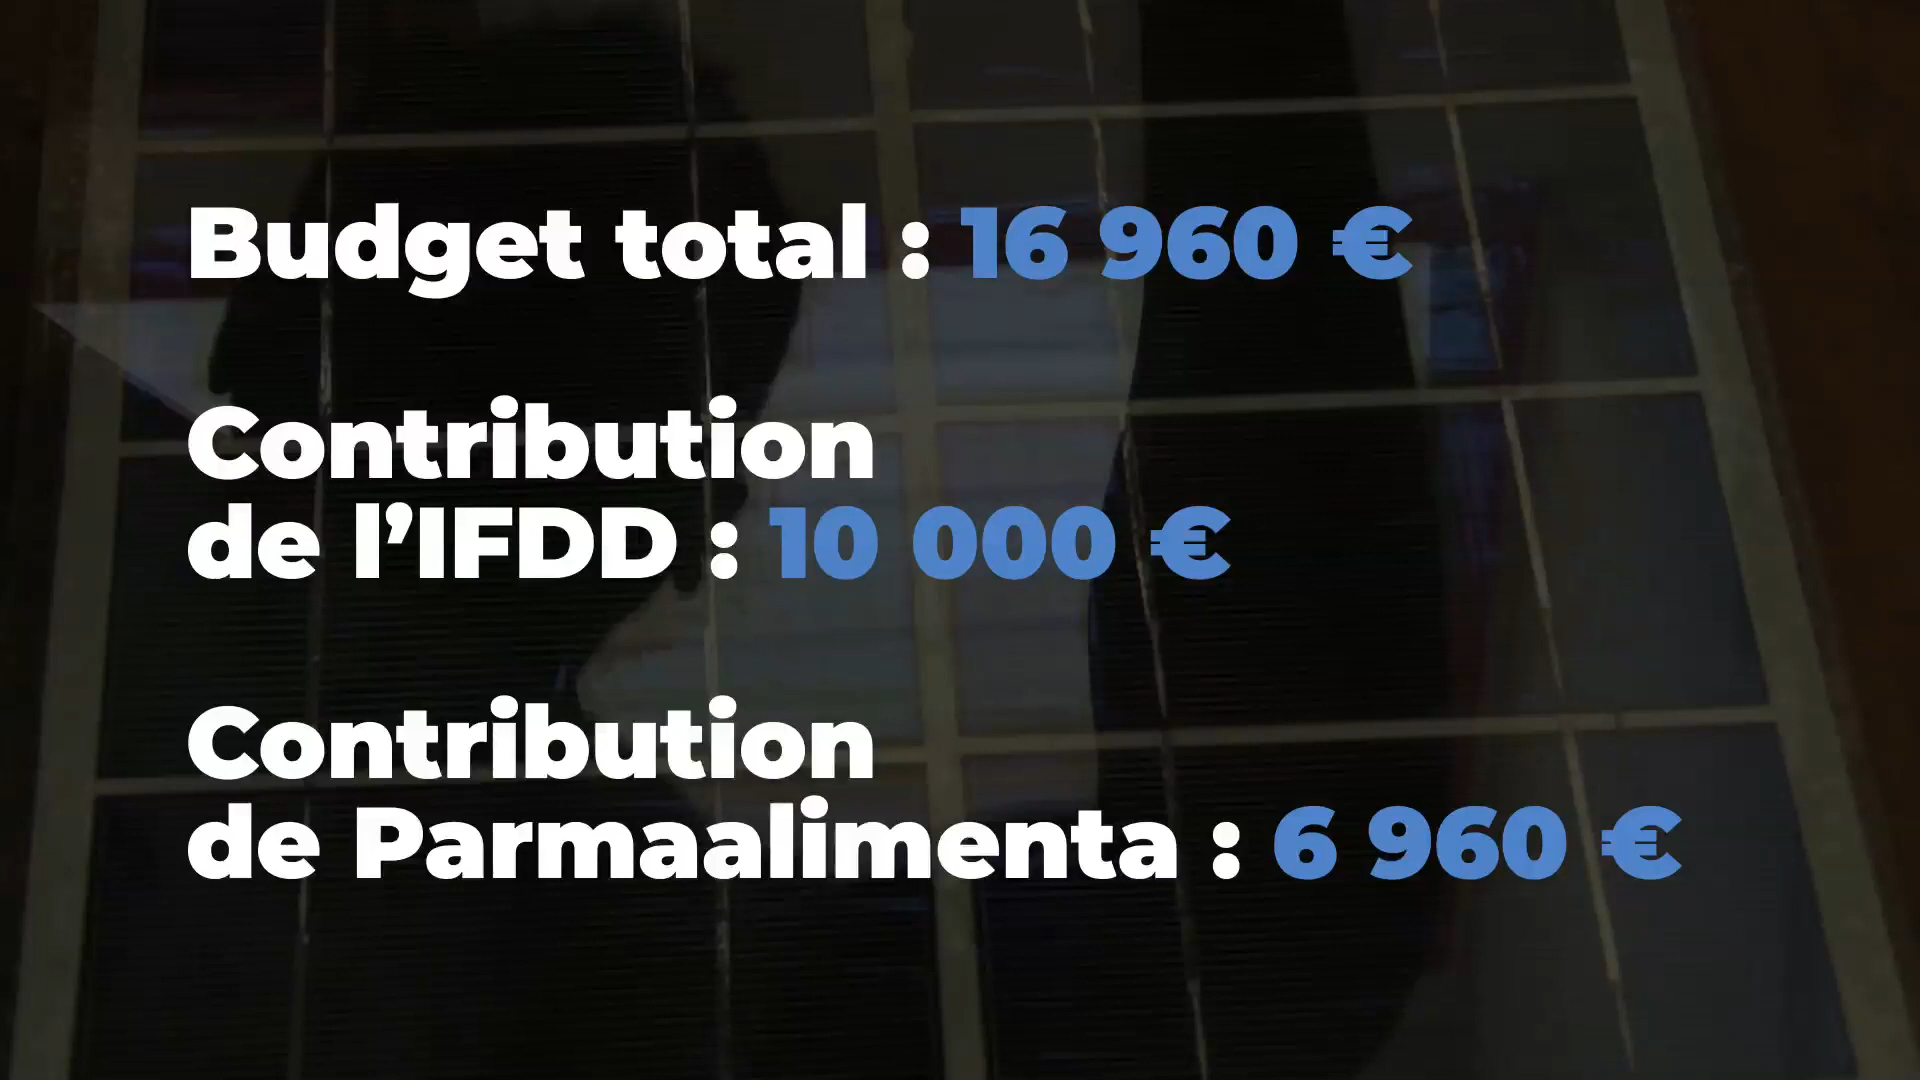 Budget total : 16 960 €
Contribution
de l’IFDD : 10 000 €
Contribution
de Parmaalimenta : 6 960 €